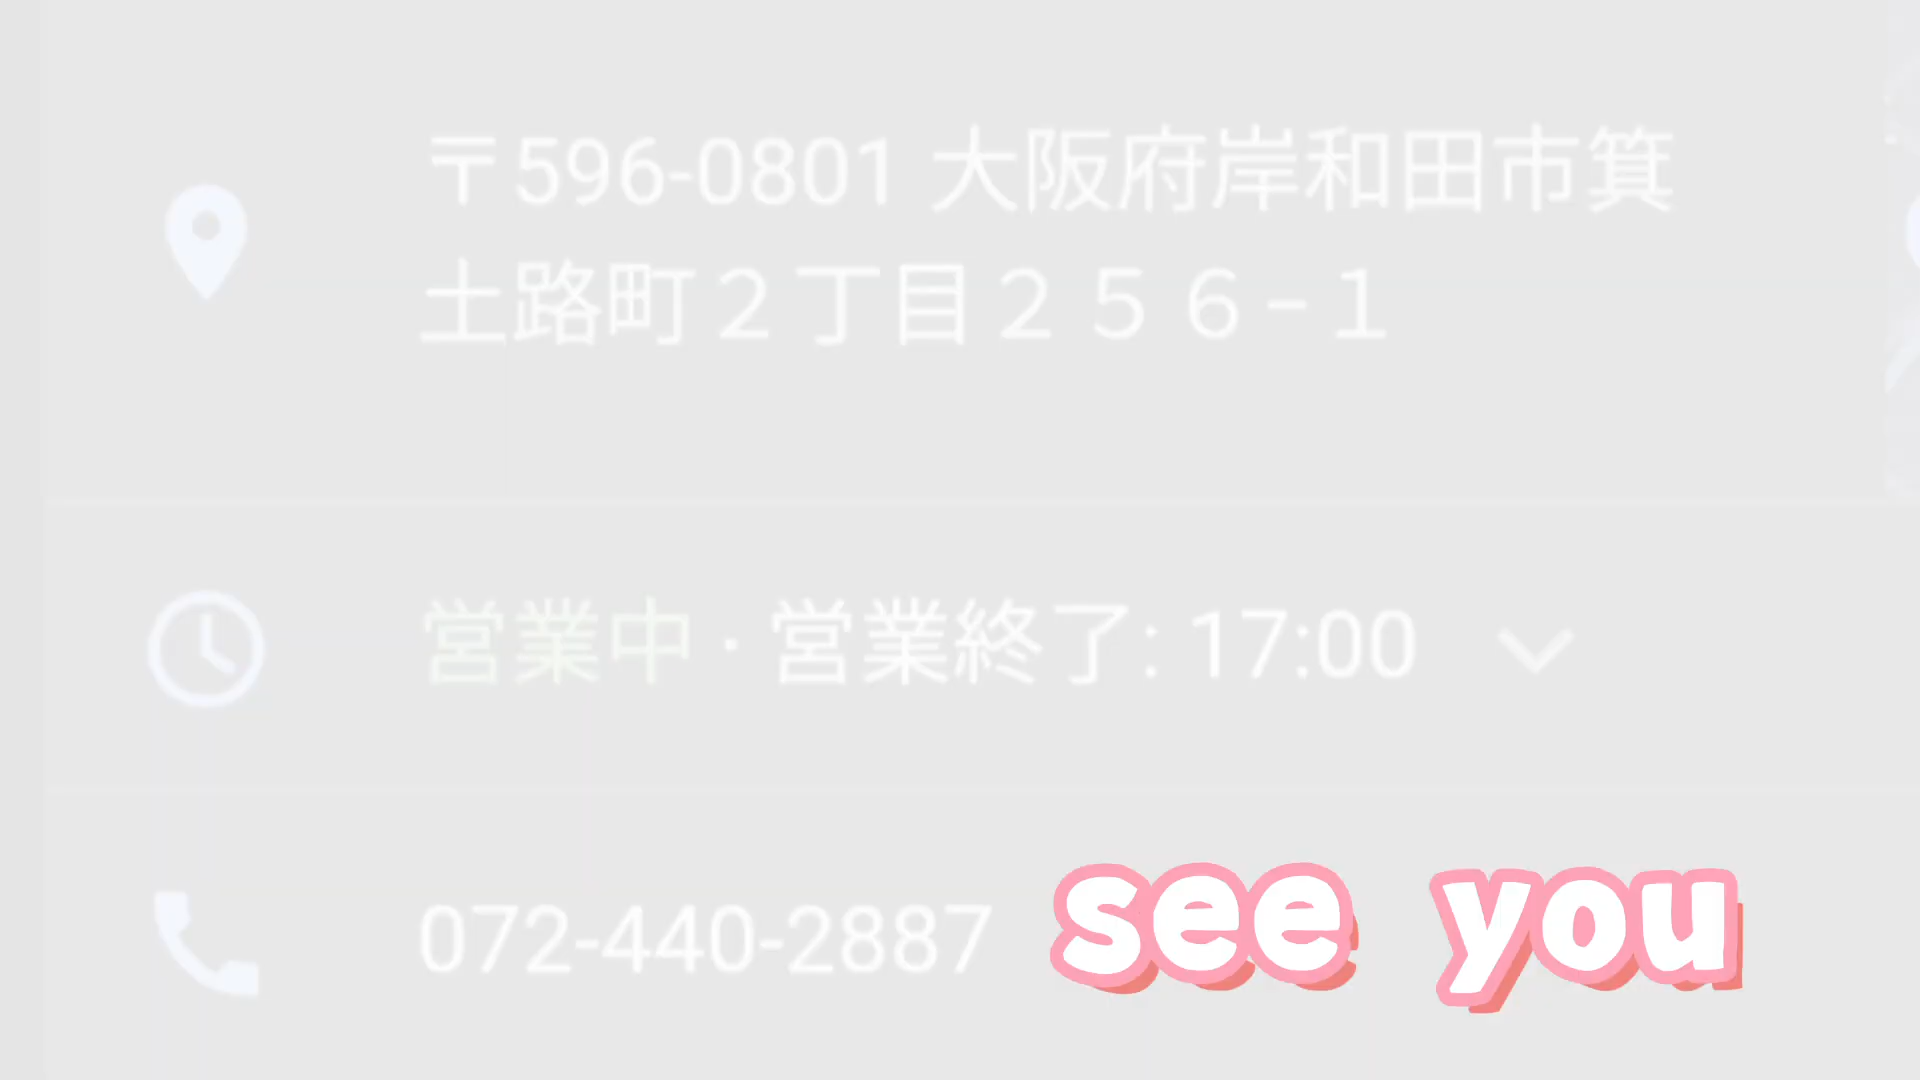 〒596-0801 大阪府岸和田市箕
土路町２丁目２５６−１
営業中 · 営業終了: 17:00
072-440-2887
see you